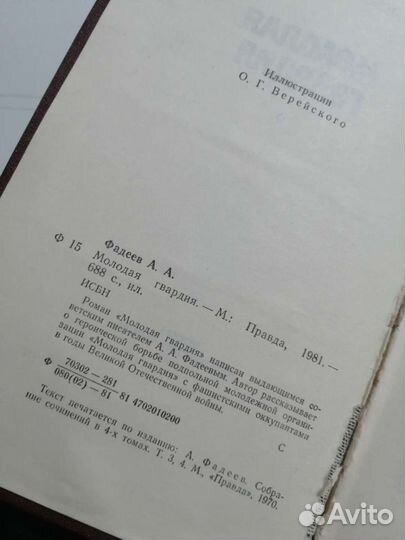 Иллюстрации
О. Г. Верейского
Фадеев А. А.
Ф 15 Молодая гвардия. — М.: Правда, 1981. —
688 с., ил.
ИСБН
Роман «Молодая гвардия» написан выдающимся со-
ветским писателем А. А. Фадеевым. Автор рассказывает
о героической борьбе подпольной молодежной органи-
зации «Молодая гвардия» с фашистскими оккупантами
в годы Великой Отечественной войны.
С
Ф 70302 — 281
080(02) — 81 — 81 4702010200
Текст печатается по изданию: А. Фадеев. Собра-
ние сочинений в 4-х томах. Т. 3, 4. М., «Правда», 1970.
Avito